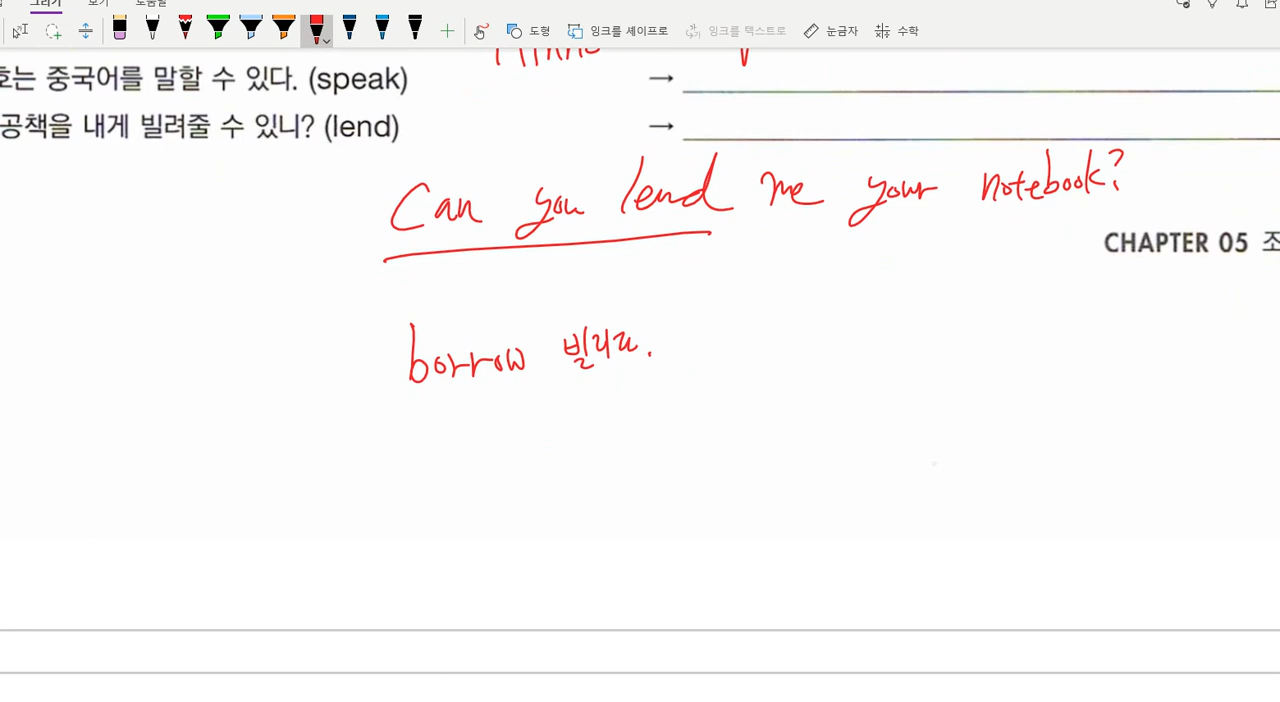 그리기 보기 도움말
도형 잉크를 셰이프로 잉크를 텍스트로 눈금자 수학
호는 중국어를 말할 수 있다. (speak) →
공책을 내게 빌려줄 수 있니? (lend) →
Can you lend me your notebook?
CHAPTER 05 조
borrow 빌리다.